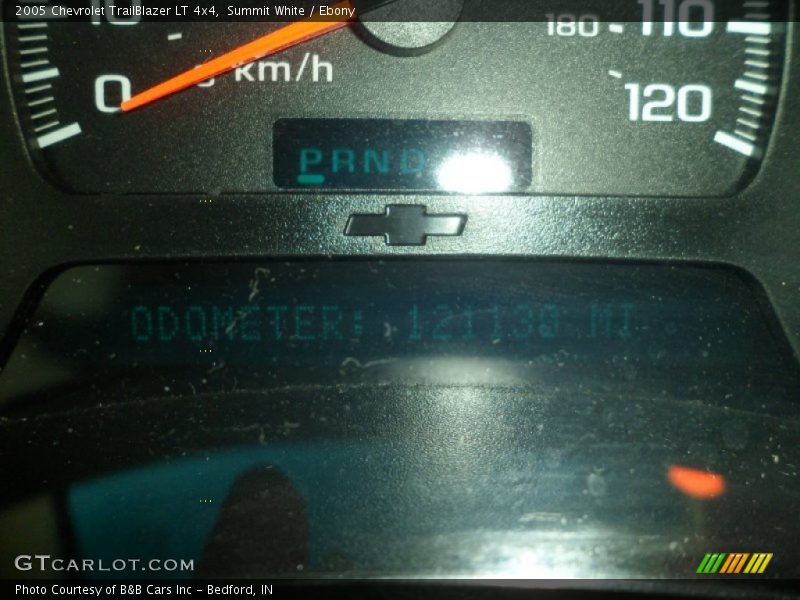 2005 Chevrolet TrailBlazer LT 4x4, Summit White / Ebony
10 180 110
0 km/h 120
PRND
ODOMETER: 121130 MI
GTCARLOT.COM
Photo Courtesy of B&B Cars Inc - Bedford, IN